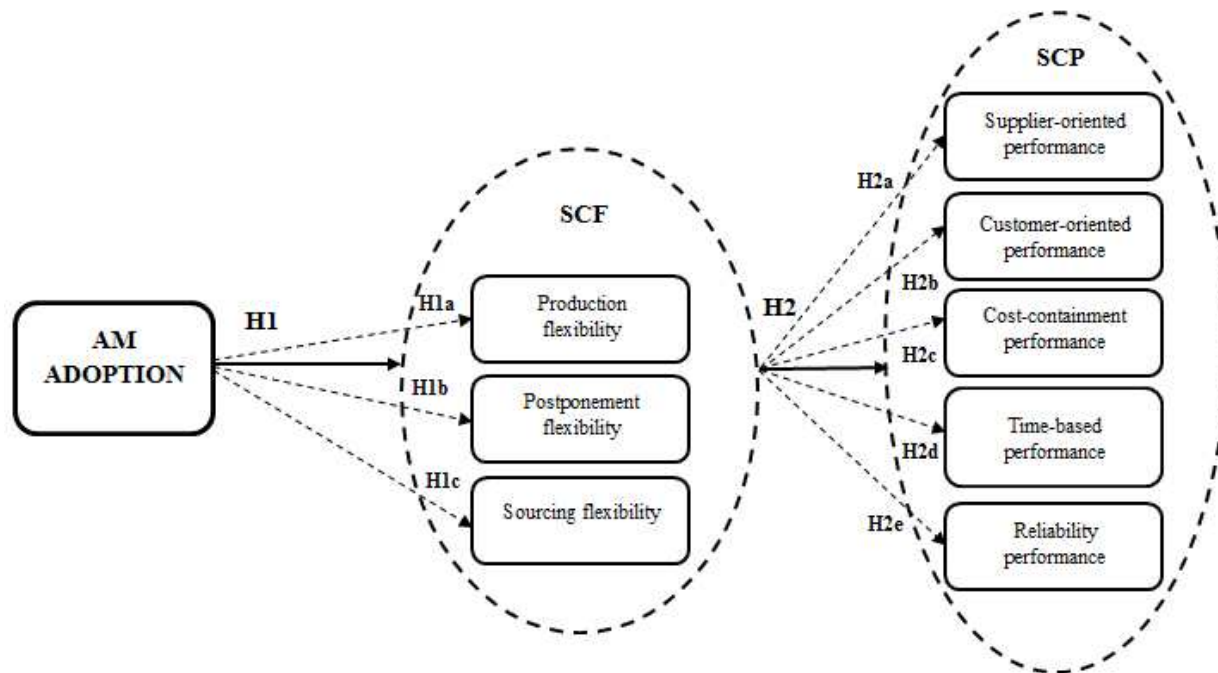 AM
ADOPTION
H1
H1a
H1b
H1c
SCF
Production
flexibility
Postponement
flexibility
Sourcing flexibility
H2
H2a
H2b
H2c
H2d
H2e
SCP
Supplier-oriented
performance
Customer-oriented
performance
Cost-containment
performance
Time-based
performance
Reliability
performance